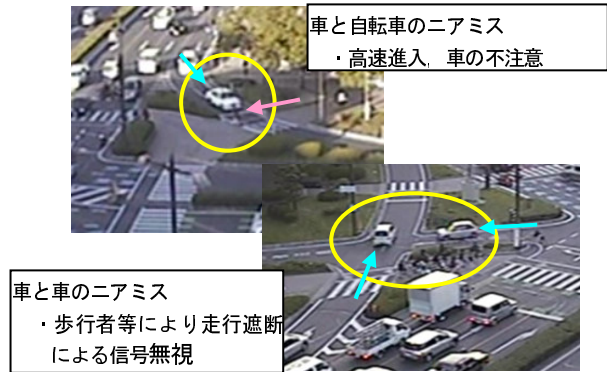 車と自転車のニアミス
・高速進入，車の不注意
車と車のニアミス
・歩行者等により走行遮断
による信号無視